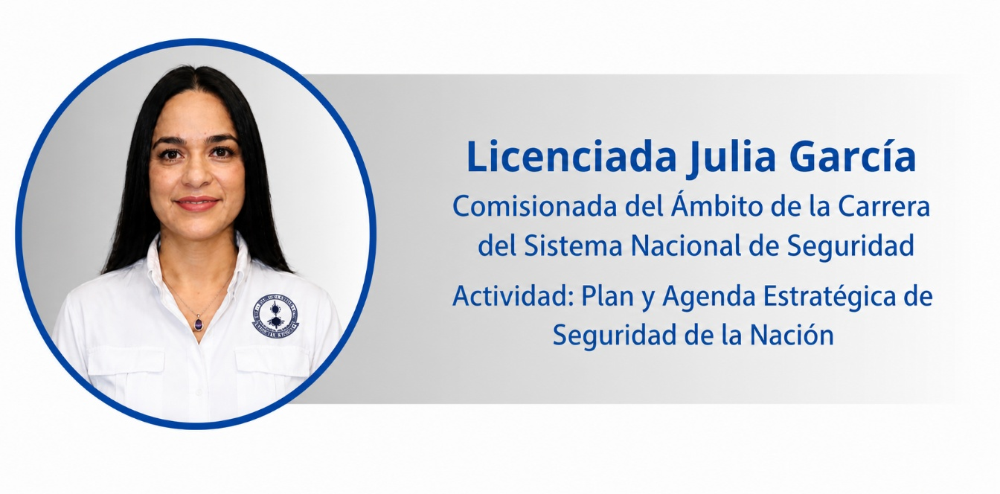 Licenciada Julia García
Comisionada del Ámbito de la Carrera
del Sistema Nacional de Seguridad
Actividad: Plan y Agenda Estratégica de
Seguridad de la Nación